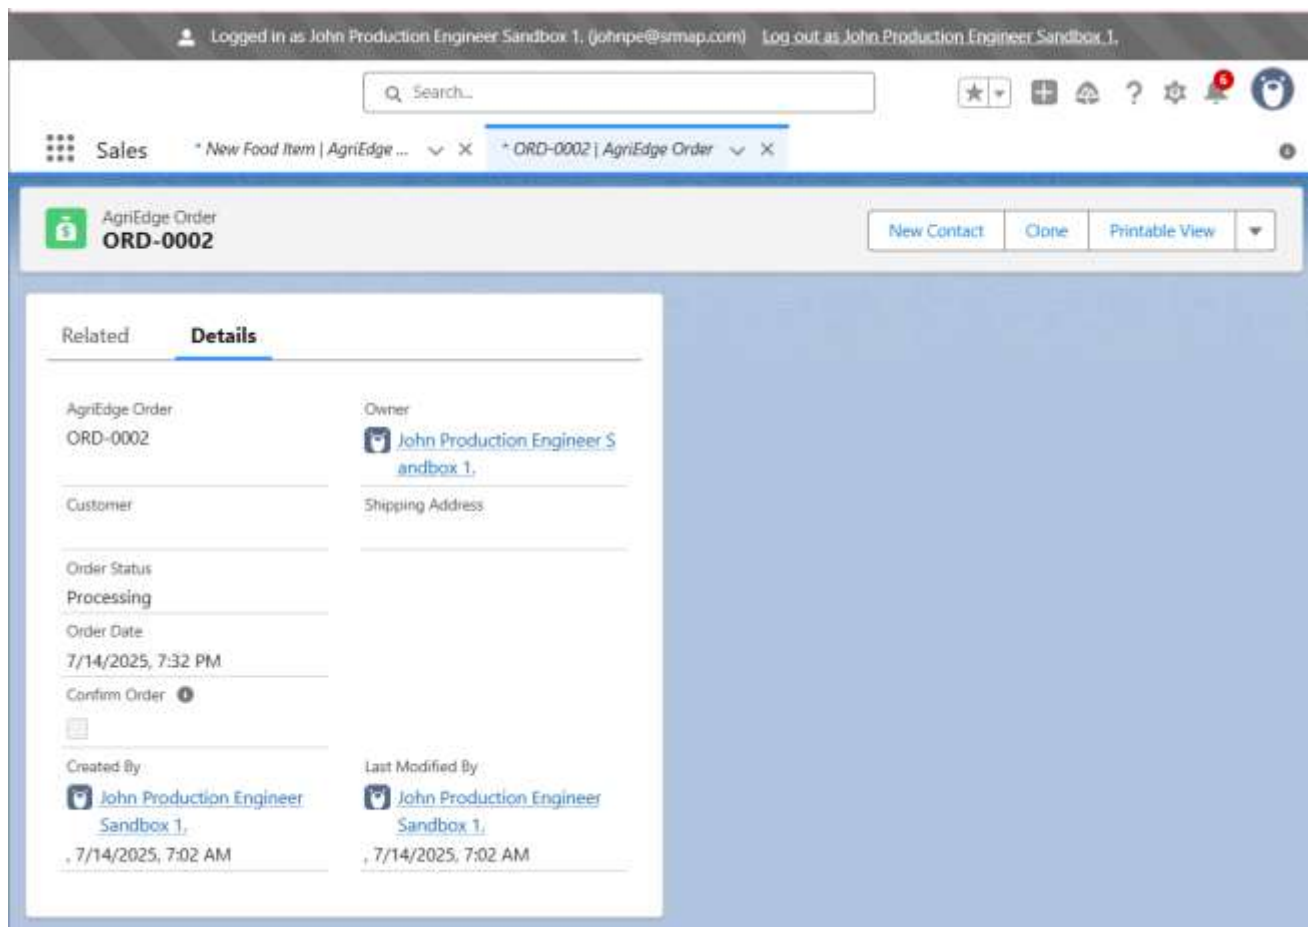 Logged in as John Production Engineer Sandbox 1. (johnpe@srmap.com) Log out as John Production Engineer Sandbox 1.
Search...
6
Sales * New Food Item | AgriEdge ... * ORD-0002 | AgriEdge Order
AgriEdge Order
ORD-0002
New Contact Clone Printable View
Related Details
AgriEdge Order Owner
ORD-0002 John Production Engineer S
andbox 1.
Customer Shipping Address
Order Status
Processing
Order Date
7/14/2025, 7:32 PM
Confirm Order
Created By Last Modified By
John Production Engineer John Production Engineer
Sandbox 1. Sandbox 1.
, 7/14/2025, 7:02 AM , 7/14/2025, 7:02 AM